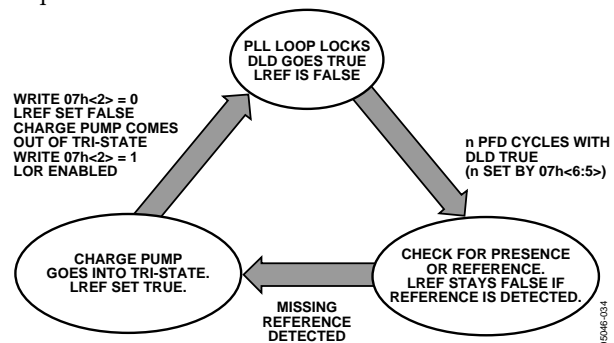 PLL LOOP LOCKS
DLD GOES TRUE
LREF IS FALSE
WRITE 07h<2> = 0
LREF SET FALSE
CHARGE PUMP COMES
OUT OF TRI-STATE
WRITE 07h<2> = 1
LOR ENABLED
n PFD CYCLES WITH
DLD TRUE
(n SET BY 07h<6:5>)
CHARGE PUMP
GOES INTO TRI-STATE.
LREF SET TRUE.
CHECK FOR PRESENCE
OR REFERENCE.
LREF STAYS FALSE IF
REFERENCE IS DETECTED.
MISSING
REFERENCE
DETECTED
05046-034